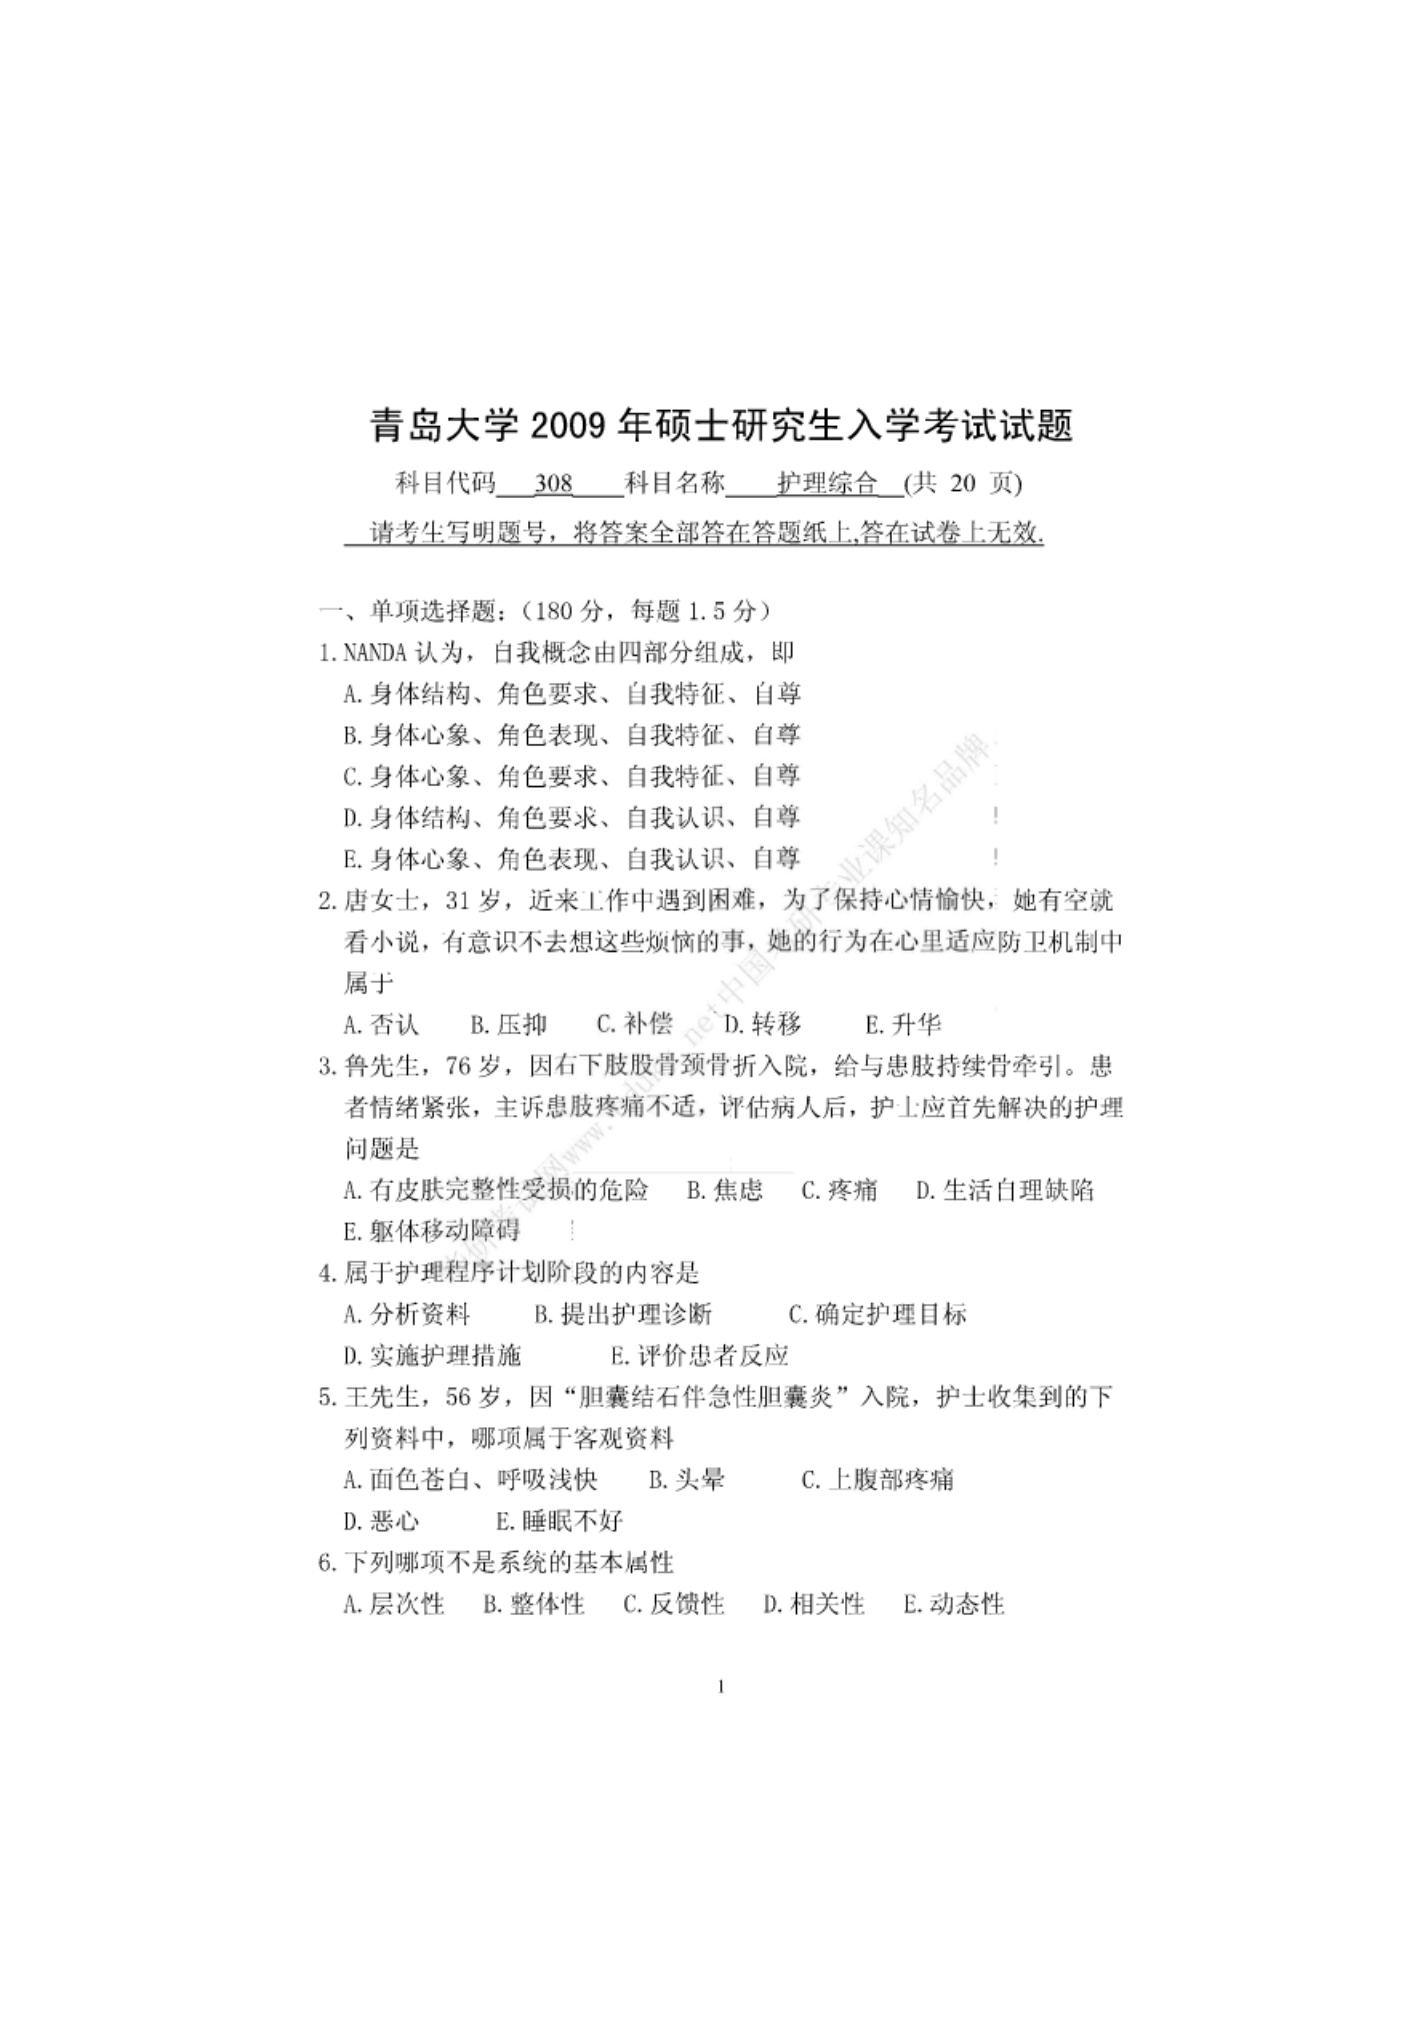 青岛大学 2009 年硕士研究生入学考试试题
科目代码 308 科目名称 护理综合 (共 20 页)
请考生写明题号，将答案全部答在答题纸上,答在试卷上无效.
一、单项选择题:（180 分，每题 1.5 分）
1. NANDA 认为，自我概念由四部分组成，即
A. 身体结构、角色要求、自我特征、自尊
B. 身体心象、角色表现、自我特征、自尊
C. 身体心象、角色要求、自我特征、自尊
D. 身体结构、角色要求、自我认识、自尊
E. 身体心象、角色表现、自我认识、自尊
2. 唐女士，31 岁，近来工作中遇到困难，为了保持心情愉快，她有空就
看小说，有意识不去想这些烦恼的事，她的行为在心里适应防卫机制中
属于
A. 否认 B. 压抑 C. 补偿 D. 转移 E. 升华
3. 鲁先生，76 岁，因右下肢股骨颈骨折入院，给与患肢持续骨牵引。患
者情绪紧张，主诉患肢疼痛不适，评估病人后，护士应首先解决的护理
问题是
A. 有皮肤完整性受损的危险 B. 焦虑 C. 疼痛 D. 生活自理缺陷
E. 躯体移动障碍
4. 属于护理程序计划阶段的内容是
A. 分析资料 B. 提出护理诊断 C. 确定护理目标
D. 实施护理措施 E. 评价患者反应
5. 王先生，56 岁，因“胆囊结石伴急性胆囊炎”入院，护士收集到的下
列资料中，哪项属于客观资料
A. 面色苍白、呼吸浅快 B. 头晕 C. 上腹部疼痛
D. 恶心 E. 睡眠不好
6. 下列哪项不是系统的基本属性
A. 层次性 B. 整体性 C. 反馈性 D. 相关性 E. 动态性
1